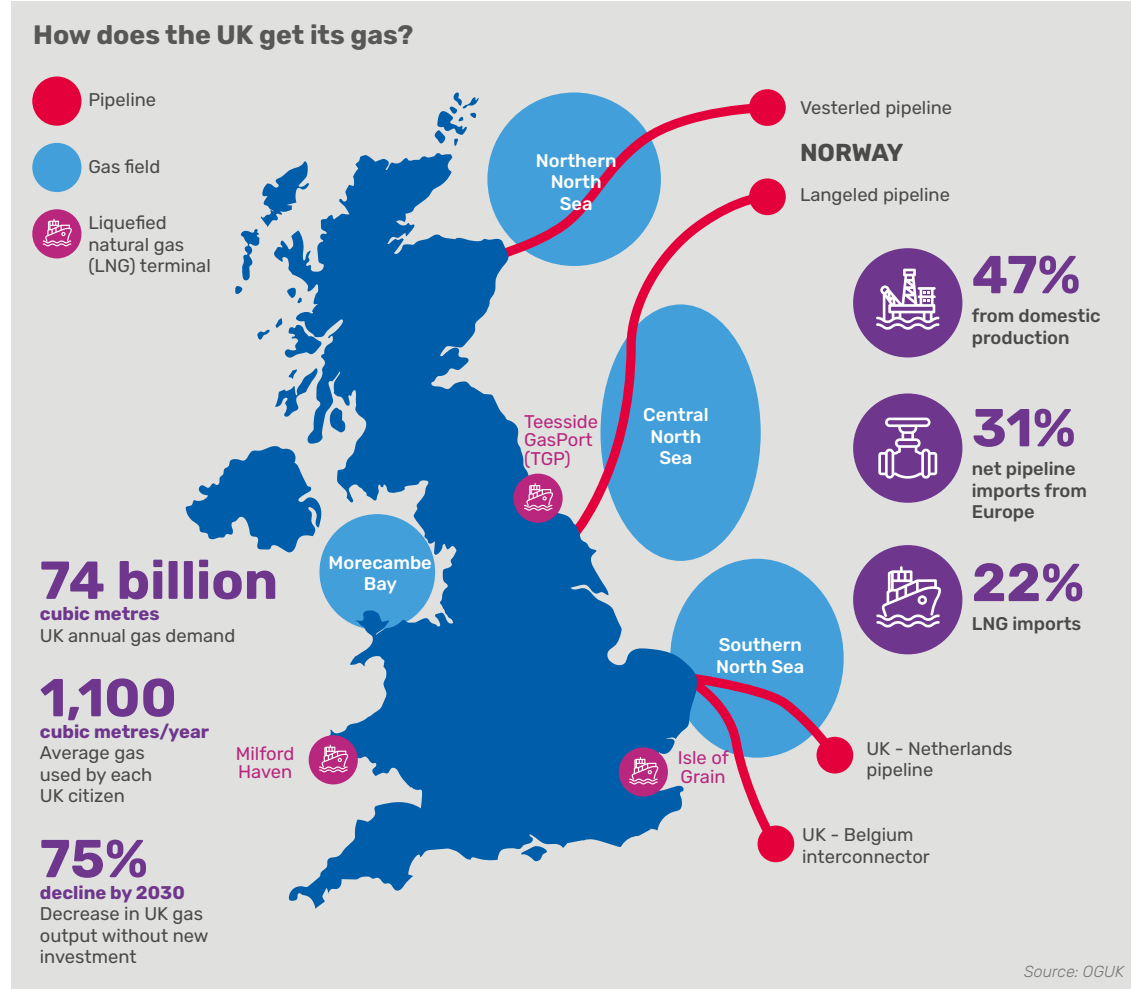 How does the UK get its gas?
Pipeline
Gas field
Liquefied
natural gas
(LNG) terminal
Northern
North
Sea
Vesterled pipeline
NORWAY
Langeled pipeline
47%
from domestic
production
Central
North
Sea
Teesside
GasPort
(TGP)
31%
net pipeline
imports from
Europe
Morecambe
Bay
22%
LNG imports
74 billion
cubic metres
UK annual gas demand
Southern
North Sea
1,100
cubic metres/year
Average gas
used by each
UK citizen
Milford
Haven
Isle of
Grain
UK - Netherlands
pipeline
UK - Belgium
interconnector
75%
decline by 2030
Decrease in UK gas
output without new
investment
Source: OGUK